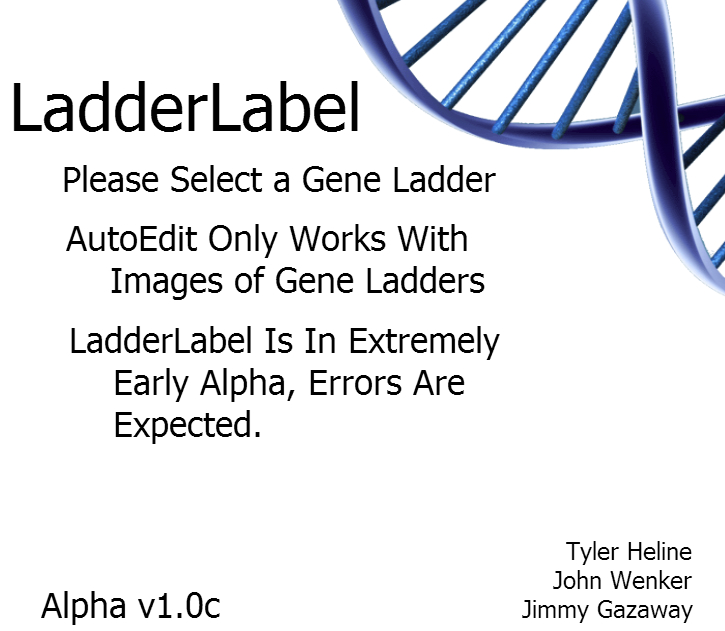 LadderLabel
Please Select a Gene Ladder
AutoEdit Only Works With
Images of Gene Ladders
LadderLabel Is In Extremely
Early Alpha, Errors Are
Expected.
Tyler Heline
John Wenker
Jimmy Gazaway
Alpha v1.0c